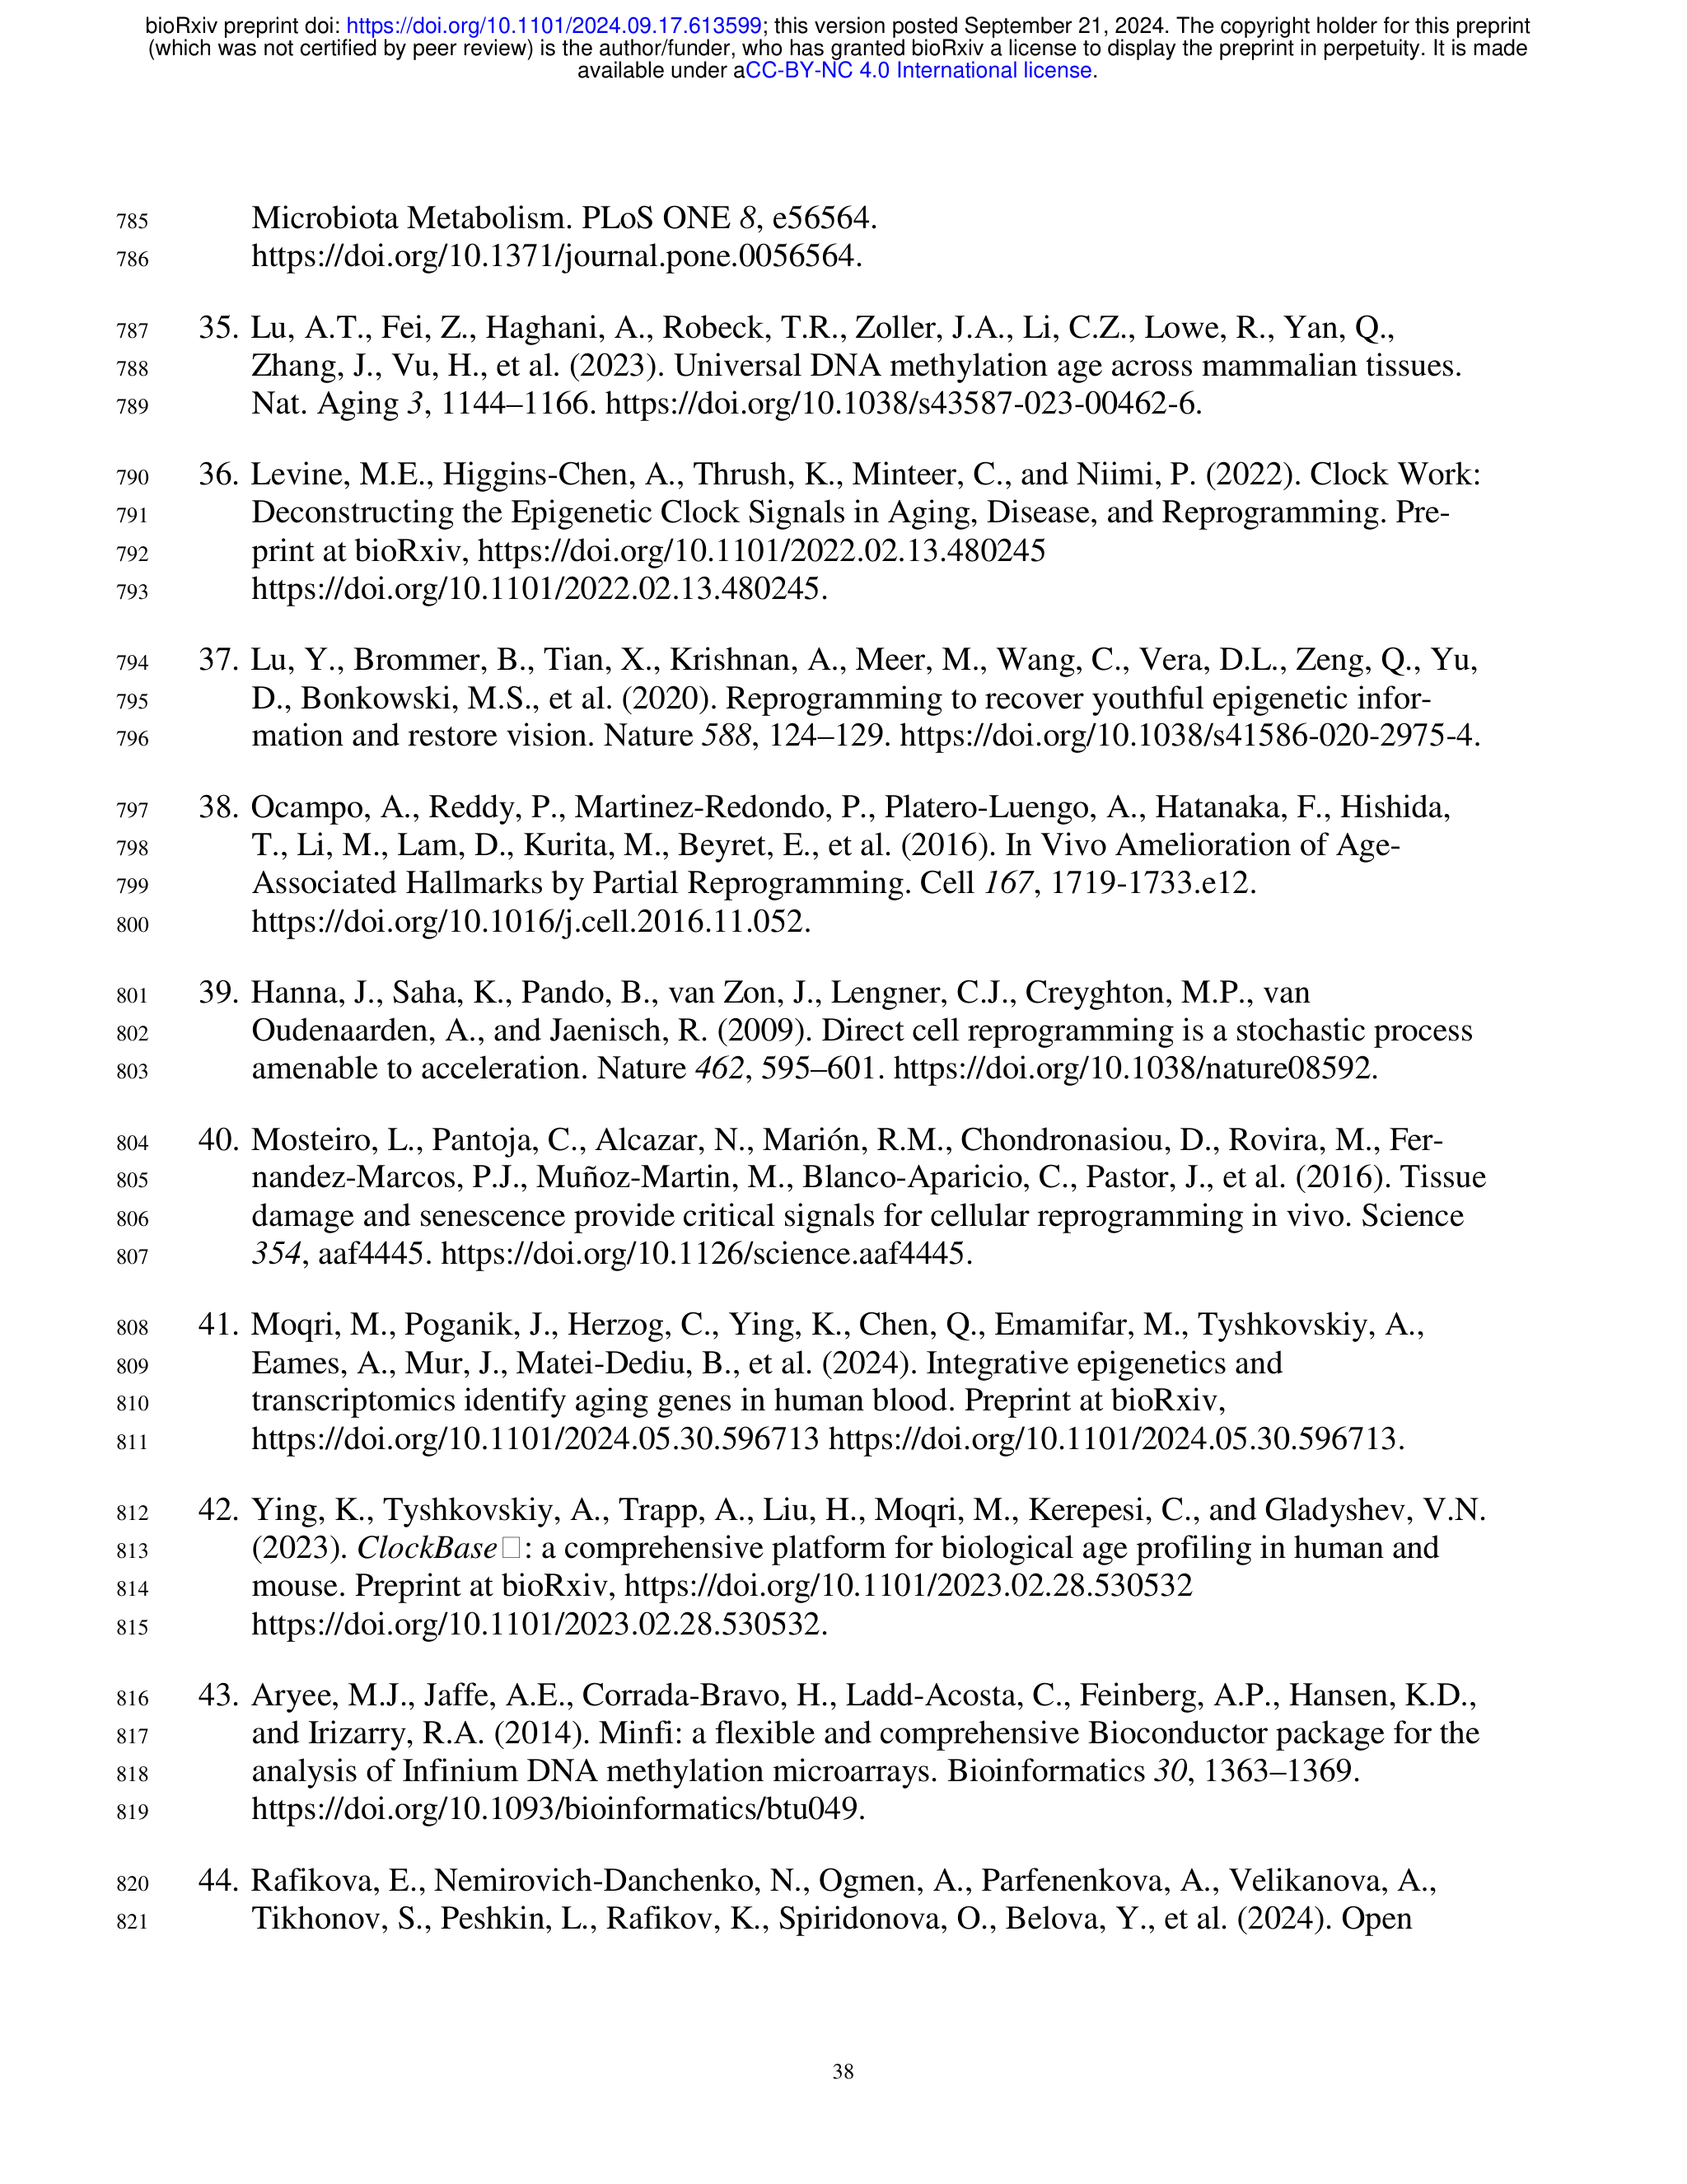 bioRxiv preprint doi: https://doi.org/10.1101/2024.09.17.613599; this version posted September 21, 2024. The copyright holder for this preprint
(which was not certified by peer review) is the author/funder, who has granted bioRxiv a license to display the preprint in perpetuity. It is made
available under aCC-BY-NC 4.0 International license.
785 Microbiota Metabolism. PLoS ONE 8, e56564.
786 https://doi.org/10.1371/journal.pone.0056564.
787 35. Lu, A.T., Fei, Z., Haghani, A., Robeck, T.R., Zoller, J.A., Li, C.Z., Lowe, R., Yan, Q.,
788 Zhang, J., Vu, H., et al. (2023). Universal DNA methylation age across mammalian tissues.
789 Nat. Aging 3, 1144–1166. https://doi.org/10.1038/s43587-023-00462-6.
790 36. Levine, M.E., Higgins-Chen, A., Thrush, K., Minteer, C., and Niimi, P. (2022). Clock Work:
791 Deconstructing the Epigenetic Clock Signals in Aging, Disease, and Reprogramming. Pre-
792 print at bioRxiv, https://doi.org/10.1101/2022.02.13.480245
793 https://doi.org/10.1101/2022.02.13.480245.
794 37. Lu, Y., Brommer, B., Tian, X., Krishnan, A., Meer, M., Wang, C., Vera, D.L., Zeng, Q., Yu,
795 D., Bonkowski, M.S., et al. (2020). Reprogramming to recover youthful epigenetic infor-
796 mation and restore vision. Nature 588, 124–129. https://doi.org/10.1038/s41586-020-2975-4.
797 38. Ocampo, A., Reddy, P., Martinez-Redondo, P., Platero-Luengo, A., Hatanaka, F., Hishida,
798 T., Li, M., Lam, D., Kurita, M., Beyret, E., et al. (2016). In Vivo Amelioration of Age-
799 Associated Hallmarks by Partial Reprogramming. Cell 167, 1719-1733.e12.
800 https://doi.org/10.1016/j.cell.2016.11.052.
801 39. Hanna, J., Saha, K., Pando, B., van Zon, J., Lengner, C.J., Creyghton, M.P., van
802 Oudenaarden, A., and Jaenisch, R. (2009). Direct cell reprogramming is a stochastic process
803 amenable to acceleration. Nature 462, 595–601. https://doi.org/10.1038/nature08592.
804 40. Mosteiro, L., Pantoja, C., Alcazar, N., Marión, R.M., Chondronasiou, D., Rovira, M., Fer-
805 nandez-Marcos, P.J., Muñoz-Martin, M., Blanco-Aparicio, C., Pastor, J., et al. (2016). Tissue
806 damage and senescence provide critical signals for cellular reprogramming in vivo. Science
807 354, aaf4445. https://doi.org/10.1126/science.aaf4445.
808 41. Moqri, M., Poganik, J., Herzog, C., Ying, K., Chen, Q., Emamifar, M., Tyshkovskiy, A.,
809 Eames, A., Mur, J., Matei-Dediu, B., et al. (2024). Integrative epigenetics and
810 transcriptomics identify aging genes in human blood. Preprint at bioRxiv,
811 https://doi.org/10.1101/2024.05.30.596713 https://doi.org/10.1101/2024.05.30.596713.
812 42. Ying, K., Tyshkovskiy, A., Trapp, A., Liu, H., Moqri, M., Kerepesi, C., and Gladyshev, V.N.
813 (2023). ClockBase□: a comprehensive platform for biological age profiling in human and
814 mouse. Preprint at bioRxiv, https://doi.org/10.1101/2023.02.28.530532
815 https://doi.org/10.1101/2023.02.28.530532.
816 43. Aryee, M.J., Jaffe, A.E., Corrada-Bravo, H., Ladd-Acosta, C., Feinberg, A.P., Hansen, K.D.,
817 and Irizarry, R.A. (2014). Minfi: a flexible and comprehensive Bioconductor package for the
818 analysis of Infinium DNA methylation microarrays. Bioinformatics 30, 1363–1369.
819 https://doi.org/10.1093/bioinformatics/btu049.
820 44. Rafikova, E., Nemirovich-Danchenko, N., Ogmen, A., Parfenenkova, A., Velikanova, A.,
821 Tikhonov, S., Peshkin, L., Rafikov, K., Spiridonova, O., Belova, Y., et al. (2024). Open
38